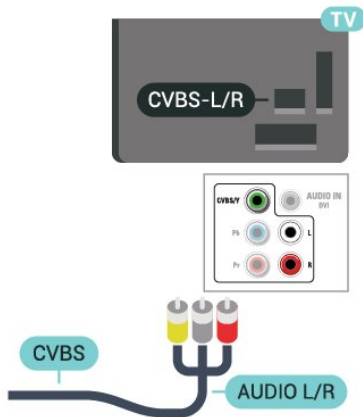 TV
CVBS-L/R
CVBS/Y
AUDIO IN
DVI
Pb
L
Pr
R
CVBS
AUDIO L/R